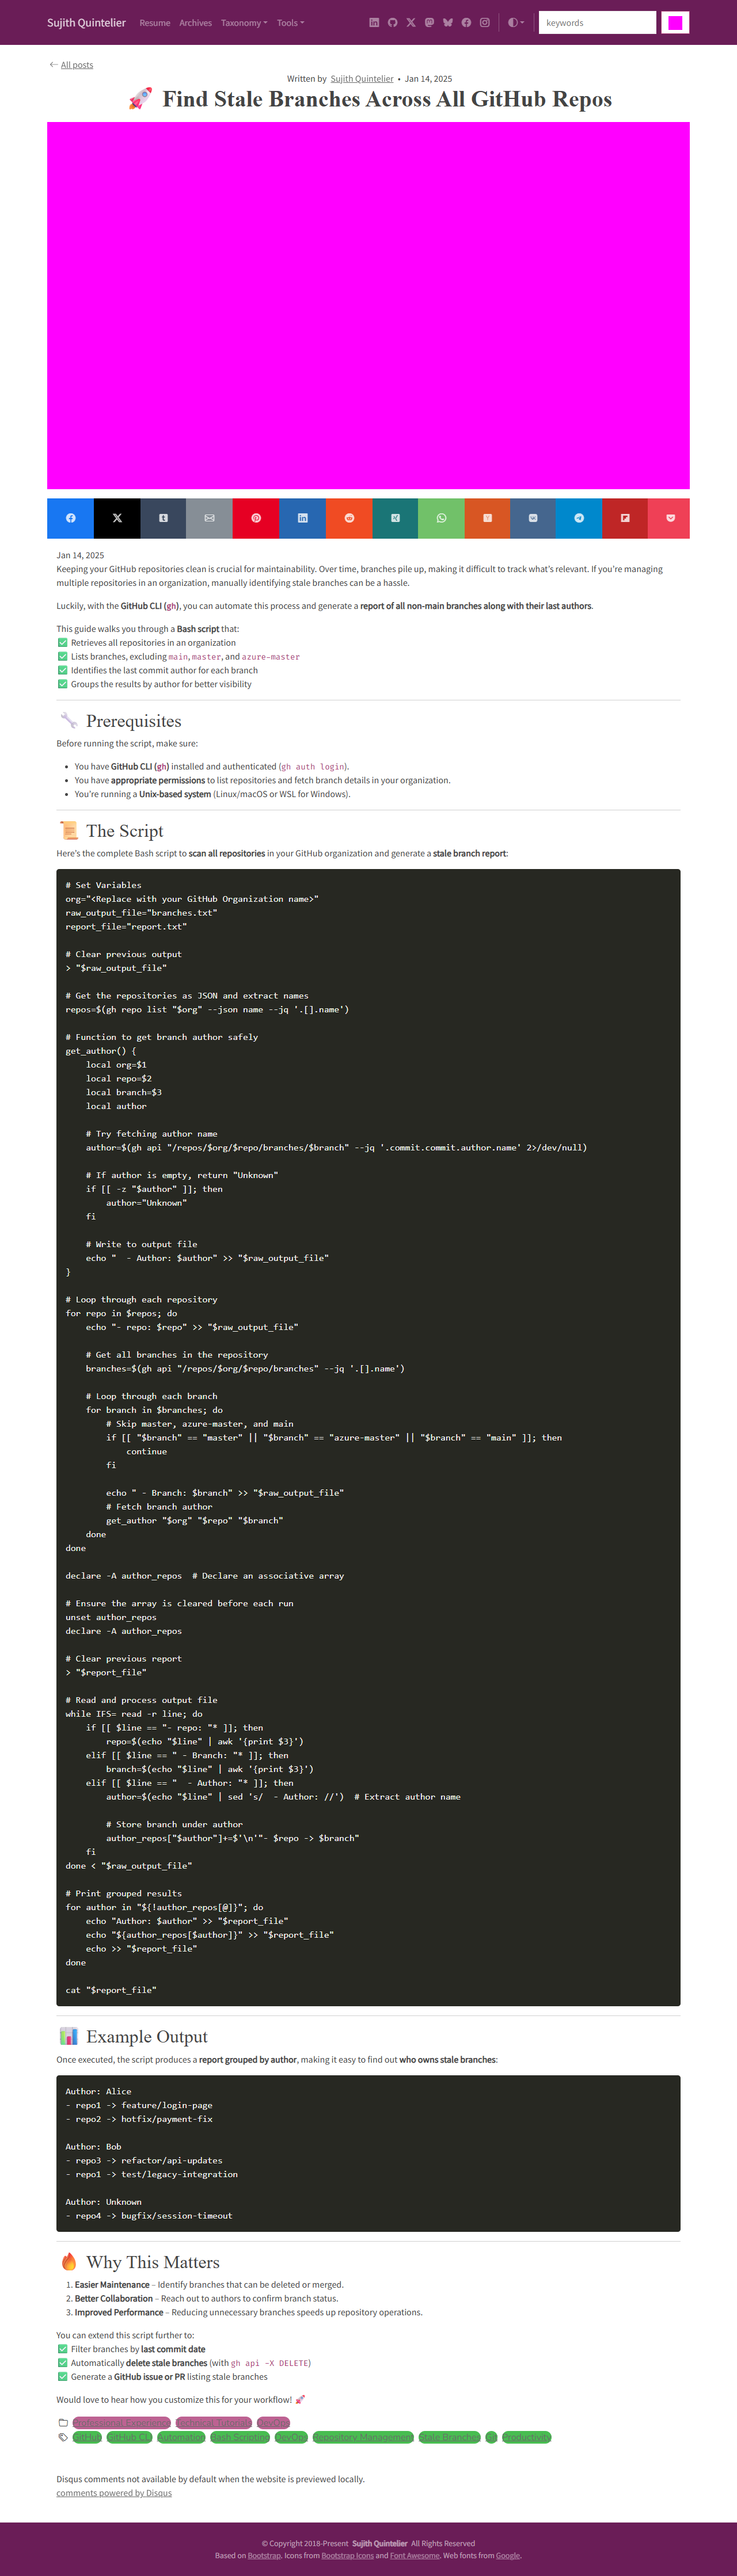 Sujith Quintelier Resume Archives Taxonomy Tools keywords
All posts
Written by Sujith Quintelier • Jan 14, 2025
🚀 Find Stale Branches Across All GitHub Repos
Jan 14, 2025
Keeping your GitHub repositories clean is crucial for maintainability. Over time, branches pile up, making it difficult to track what's relevant. If you're managing
multiple repositories in an organization, manually identifying stale branches can be a hassle.
Luckily, with the GitHub CLI (gh), you can automate this process and generate a report of all non-main branches along with their last authors.
This guide walks you through a Bash script that:
✅ Retrieves all repositories in an organization
✅ Lists branches, excluding main, master, and azure-master
✅ Identifies the last commit author for each branch
✅ Groups the results by author for better visibility
🔧 Prerequisites
Before running the script, make sure:
• You have GitHub CLI (gh) installed and authenticated (gh auth login).
• You have appropriate permissions to list repositories and fetch branch details in your organization.
• You're running a Unix-based system (Linux/macOS or WSL for Windows).
📜 The Script
Here's the complete Bash script to scan all repositories in your GitHub organization and generate a stale branch report:
# Set Variables
org="<Replace with your GitHub Organization name>"
raw_output_file="branches.txt"
report_file="report.txt"
# Clear previous output
> "$raw_output_file"
# Get the repositories as JSON and extract names
repos=$(gh repo list "$org" --json name --jq '.[].name')
# Function to get branch author safely
get_author() {
    local org=$1
    local repo=$2
    local branch=$3
    local author
    # Try fetching author name
    author=$(gh api "/repos/$org/$repo/branches/$branch" --jq '.commit.commit.author.name' 2>/dev/null)
    # If author is empty, return "Unknown"
    if [[ -z "$author" ]]; then
        author="Unknown"
    fi
    # Write to output file
    echo "  - Author: $author" >> "$raw_output_file"
}
# Loop through each repository
for repo in $repos; do
    echo "- repo: $repo" >> "$raw_output_file"
    # Get all branches in the repository
    branches=$(gh api "/repos/$org/$repo/branches" --jq '.[].name')
    # Loop through each branch
    for branch in $branches; do
        # Skip master, azure-master, and main
        if [[ "$branch" == "master" || "$branch" == "azure-master" || "$branch" == "main" ]]; then
            continue
        fi
        echo " - Branch: $branch" >> "$raw_output_file"
        # Fetch branch author
        get_author "$org" "$repo" "$branch"
    done
done
declare -A author_repos  # Declare an associative array
# Ensure the array is cleared before each run
unset author_repos
declare -A author_repos
# Clear previous report
> "$report_file"
# Read and process output file
while IFS= read -r line; do
    if [[ $line == "- repo: "* ]]; then
        repo=$(echo "$line" | awk '{print $3}')
    elif [[ $line == " - Branch: "* ]]; then
        branch=$(echo "$line" | awk '{print $3}')
    elif [[ $line == "  - Author: "* ]]; then
        author=$(echo "$line" | sed 's/  - Author: //')  # Extract author name
        # Store branch under author
        author_repos["$author"]+=$'\n'"- $repo -> $branch"
    fi
done < "$raw_output_file"
# Print grouped results
for author in "${!author_repos[@]}"; do
    echo "Author: $author" >> "$report_file"
    echo "${author_repos[$author]}" >> "$report_file"
    echo >> "$report_file"
done
cat "$report_file"
📊 Example Output
Once executed, the script produces a report grouped by author, making it easy to find out who owns stale branches:
Author: Alice
- repo1 -> feature/login-page
- repo2 -> hotfix/payment-fix
Author: Bob
- repo3 -> refactor/api-updates
- repo1 -> test/legacy-integration
Author: Unknown
- repo4 -> bugfix/session-timeout
🔥 Why This Matters
1. Easier Maintenance – Identify branches that can be deleted or merged.
2. Better Collaboration – Reach out to authors to confirm branch status.
3. Improved Performance – Reducing unnecessary branches speeds up repository operations.
You can extend this script further to:
✅ Filter branches by last commit date
✅ Automatically delete stale branches (with gh api -X DELETE)
✅ Generate a GitHub issue or PR listing stale branches
Would love to hear how you customize this for your workflow! 🚀
Professional Experience Technical Tutorials DevOps
GitHub GitHub CLI Automation Bash Scripting DevOps Repository Management Stale Branches Git Productivity
Disqus comments not available by default when the website is previewed locally.
comments powered by Disqus
© Copyright 2018-Present Sujith Quintelier All Rights Reserved
Based on Bootstrap. Icons from Bootstrap Icons and Font Awesome. Web fonts from Google.